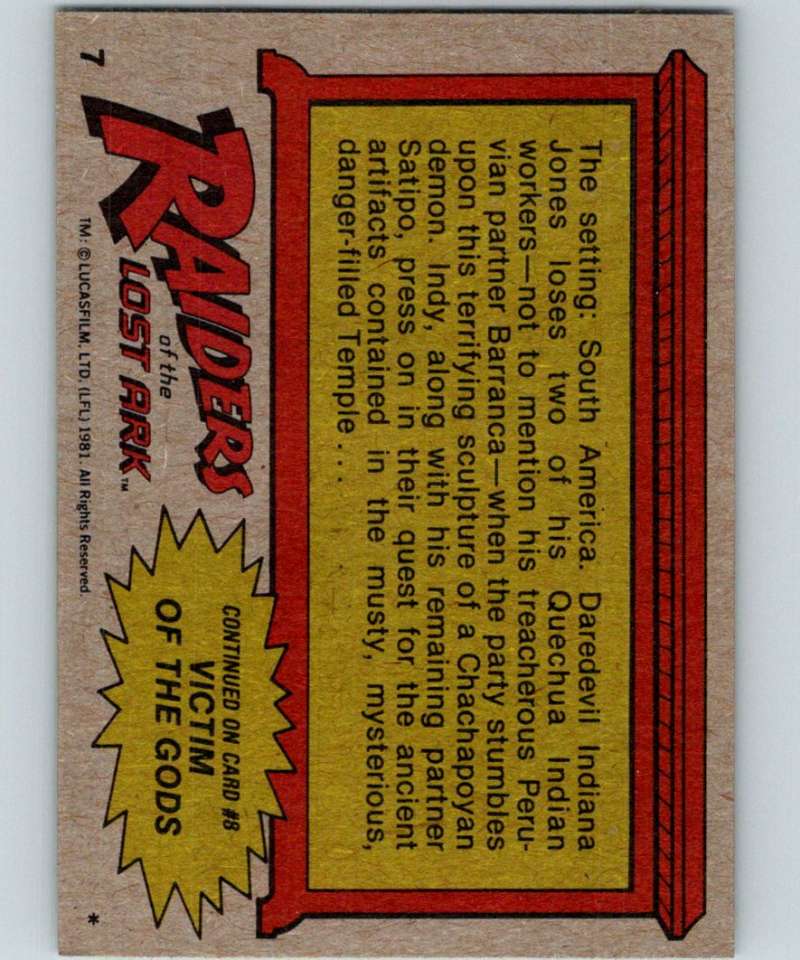 The setting: South America. Daredevil Indiana
Jones loses two of his Quechua Indian
workers—not to mention his treacherous Peru-
vian partner Barranca—when the party stumbles
upon this terrifying sculpture of a Chachapoyan
demon. Indy, along with his remaining partner
Satipo, press on in their quest for the ancient
artifacts contained in the musty, mysterious,
danger-filled Temple . . .
RAIDERS
of the
LOST ARK™
CONTINUED ON CARD #8
VICTIM
OF THE GODS
7
TM: © LUCASFILM, LTD. (LFL) 1981. All Rights Reserved.
*